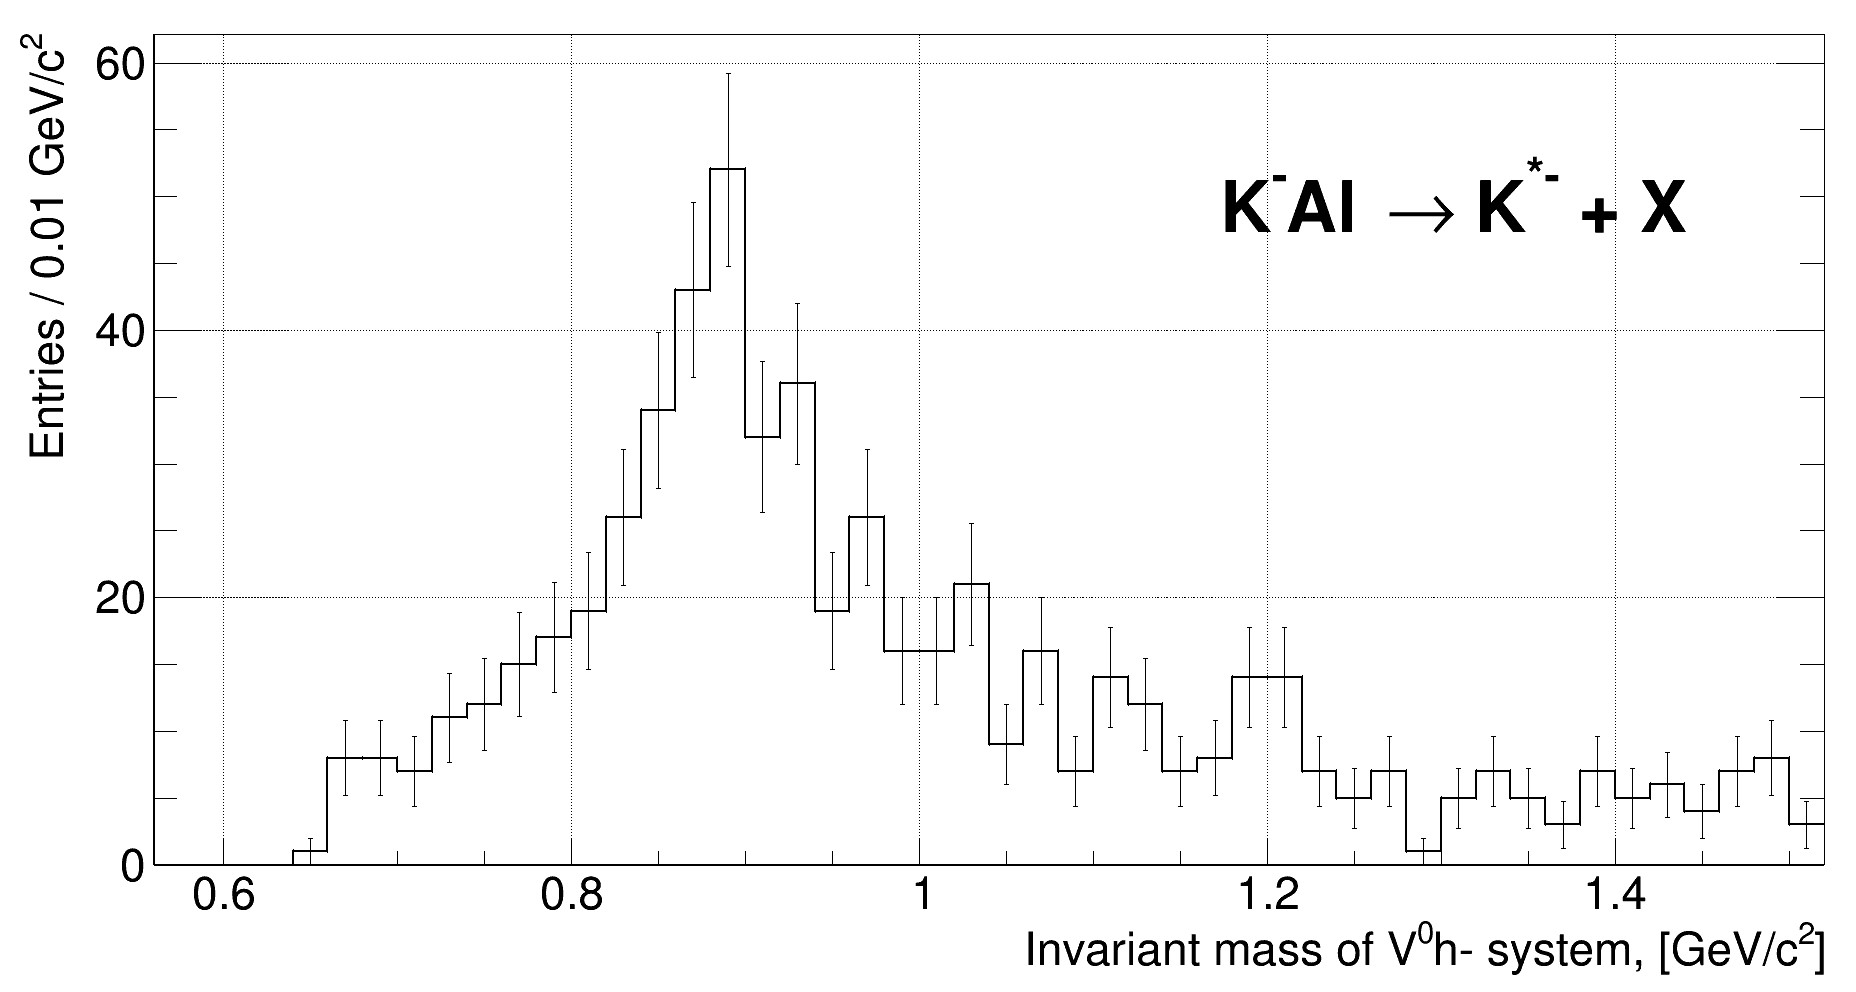 Entries / 0.01 GeV/c²
60
40
20
0
K⁻Al → K*⁻ + X
0.6 0.8 1 1.2 1.4
Invariant mass of V⁰h- system, [GeV/c²]